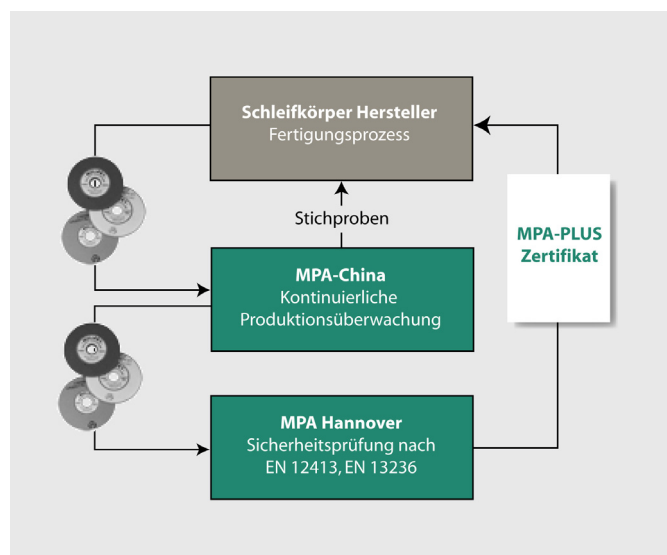 Schleifkörper Hersteller
Fertigungsprozess
Stichproben
MPA-PLUS
Zertifikat
MPA-China
Kontinuierliche
Produktionsüberwachung
MPA Hannover
Sicherheitsprüfung nach
EN 12413, EN 13236